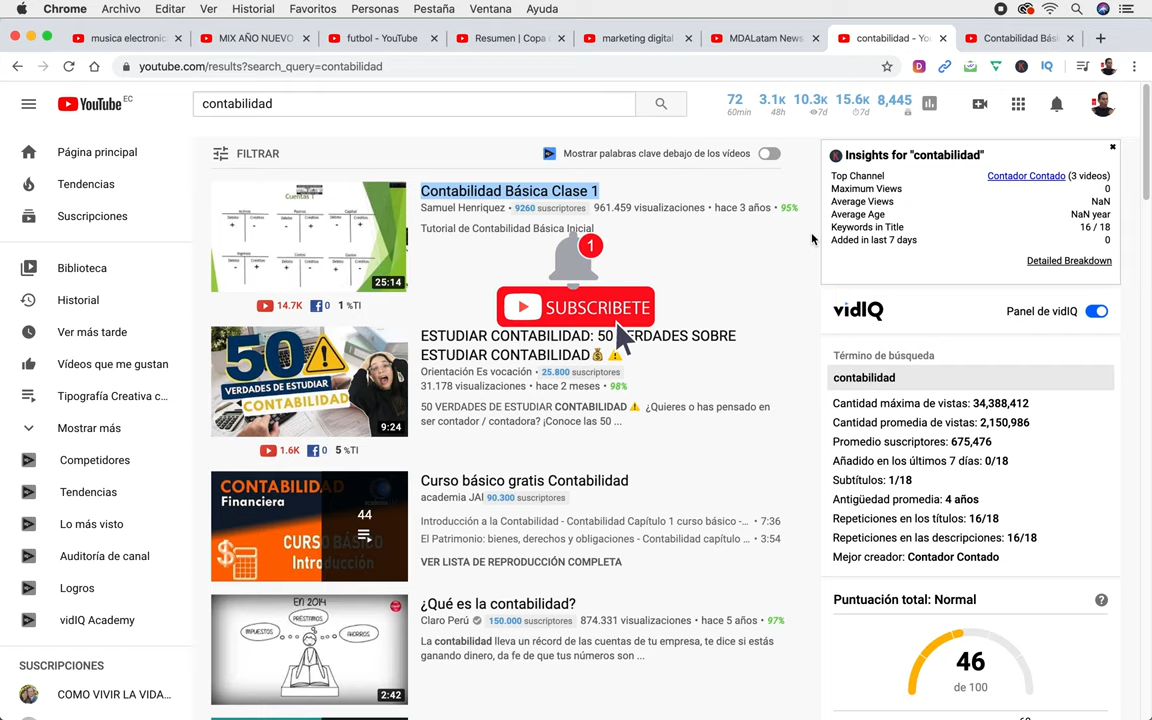 Chrome Archivo Editar Ver Historial Favoritos Personas Pestaña Ventana Ayuda
musica electronic MIX AÑO NUEVO futbol - YouTube Resumen | Copa marketing digital MDALatam News contabilidad - Yo Contabilidad Bás
youtube.com/results?search_query=contabilidad
YouTube EC
contabilidad
72 3.1K 10.3K 15.6K 8,445
60min 48h 7d 7d
Página principal
Tendencias
Suscripciones
Biblioteca
Historial
Ver más tarde
Vídeos que me gustan
Tipografía Creativa c...
Mostrar más
Competidores
Tendencias
Lo más visto
Auditoría de canal
Logros
vidIQ Academy
SUSCRIPCIONES
COMO VIVIR LA VIDA...
FILTRAR
Mostrar palabras clave debajo de los vídeos
Cuentas T
25:14
Contabilidad Básica Clase 1
Samuel Henriquez • 9260 suscriptores 961.459 visualizaciones • hace 3 años • 95%
Tutorial de Contabilidad Básica Inicial
14.7K 0 1 %TI
1
SUBSCRIBETE
50
VERDADES DE ESTUDIAR
CONTABILIDAD
9:24
ESTUDIAR CONTABILIDAD: 50 VERDADES SOBRE
ESTUDIAR CONTABILIDAD💰⚠️
Orientación Es vocación • 25.800 suscriptores
31.178 visualizaciones • hace 2 meses • 98%
50 VERDADES DE ESTUDIAR CONTABILIDAD ⚠️ ¿Quieres o has pensado en
ser contador / contadora? ¡Conoce las 50 ...
1.6K 0 5 %TI
CONTABILIDAD
Financiera
44
CURSO BÁSICO
Introducción
Curso básico gratis Contabilidad
academia JAI 90.300 suscriptores
Introducción a la Contabilidad - Contabilidad Capítulo 1 curso básico -... • 7:36
El Patrimonio: bienes, derechos y obligaciones - Contabilidad capítulo ... • 3:54
VER LISTA DE REPRODUCCIÓN COMPLETA
EN 2014
PRÉSTAMOS
IMPUESTOS
AHORROS
2:42
¿Qué es la contabilidad?
Claro Perú 150.000 suscriptores 874.331 visualizaciones • hace 5 años • 97%
La contabilidad lleva un récord de las cuentas de tu empresa, te dice si estás
ganando dinero, da fe de que tus números son ...
Insights for "contabilidad"
Top Channel Contador Contado (3 videos)
Maximum Views 0
Average Views NaN
Average Age NaN year
Keywords in Title 16 / 18
Added in last 7 days 0
Detailed Breakdown
vidIQ Panel de vidIQ
Término de búsqueda
contabilidad
Cantidad máxima de vistas: 34,388,412
Cantidad promedia de vistas: 2,150,986
Promedio suscriptores: 675,476
Añadido en los últimos 7 días: 0/18
Subtítulos: 1/18
Antigüedad promedia: 4 años
Repeticiones en los títulos: 16/18
Repeticiones en las descripciones: 16/18
Mejor creador: Contador Contado
Puntuación total: Normal
46
de 100